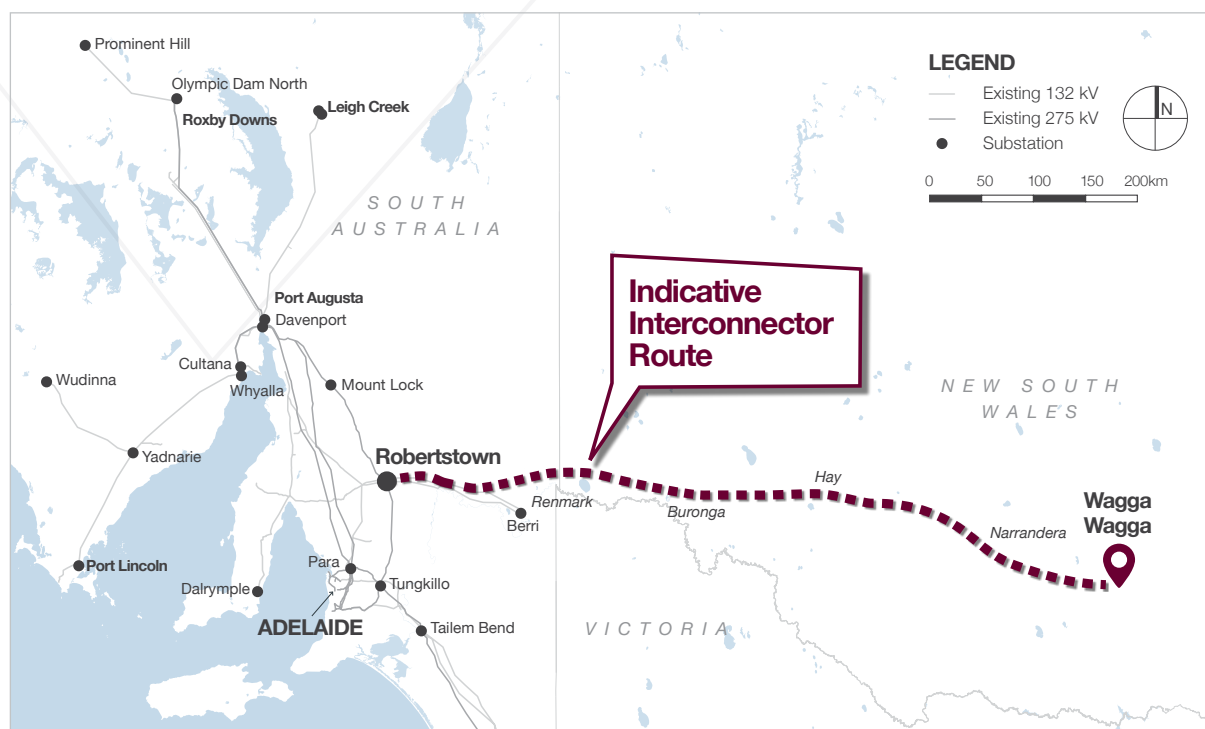 Prominent Hill
Olympic Dam North
Roxby Downs
Leigh Creek
LEGEND
Existing 132 kV
Existing 275 kV
Substation
N
0 50 100 150 200km
SOUTH
AUSTRALIA
Indicative
Interconnector
Route
Port Augusta
Davenport
Cultana
Whyalla
Wudinna
Mount Lock
NEW SOUTH
WALES
Yadnarie
Robertstown
Renmark
Berri
Buronga
Hay
Narrandera
Wagga
Wagga
Port Lincoln
Dalrymple
Para
Tungkillo
ADELAIDE
Tailem Bend
VICTORIA